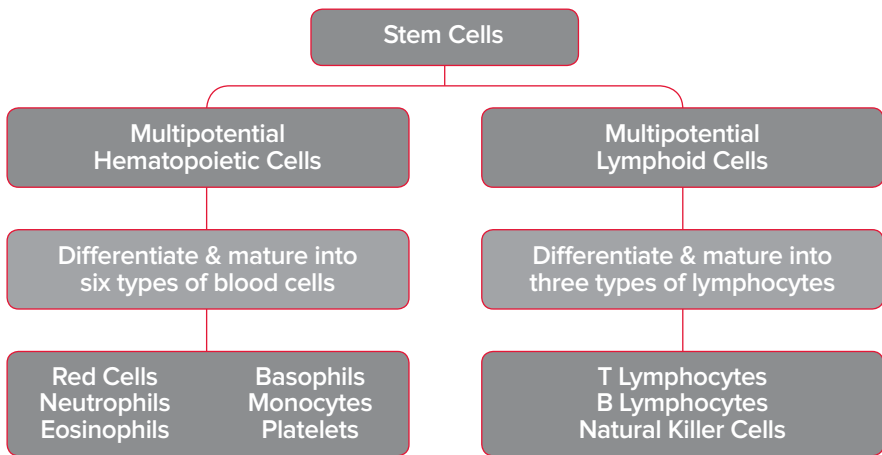 Stem Cells
Multipotential
Hematopoietic Cells
Multipotential
Lymphoid Cells
Differentiate & mature into
six types of blood cells
Differentiate & mature into
three types of lymphocytes
Red Cells
Neutrophils
Eosinophils
Basophils
Monocytes
Platelets
T Lymphocytes
B Lymphocytes
Natural Killer Cells